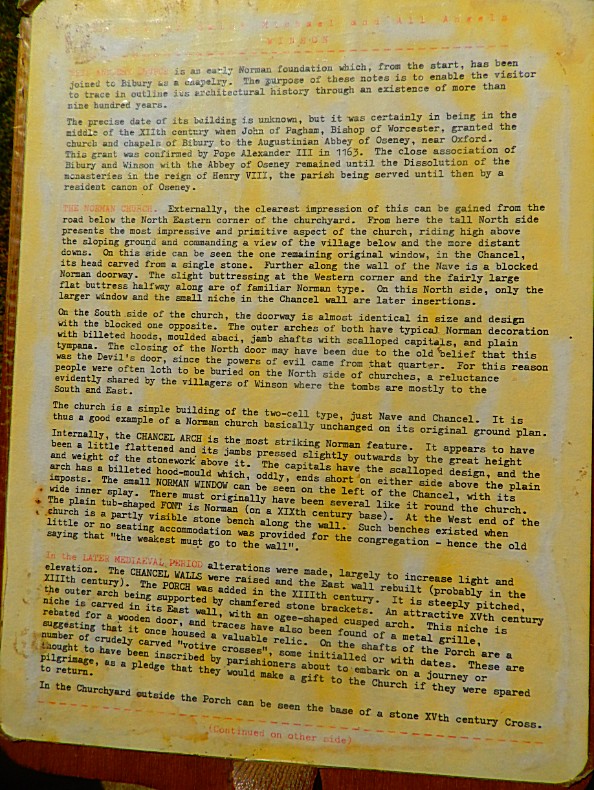 Michael and All Angels
WINSON
is an early Norman foundation which, from the start, has been
joined to Bibury as a chapelry. The purpose of these notes is to enable the visitor
to trace in outline its architectural history through an existence of more than
nine hundred years.
The precise date of its building is unknown, but it was certainly in being in the
middle of the XIIth century when John of Pagham, Bishop of Worcester, granted the
church and chapels of Bibury to the Augustinian Abbey of Oseney, near Oxford.
This grant was confirmed by Pope Alexander III in 1163. The close association of
Bibury and Winson with the Abbey of Oseney remained until the Dissolution of the
monasteries in the reign of Henry VIII, the parish being served until then by a
resident canon of Oseney.
THE NORMAN CHURCH. Externally, the clearest impression of this can be gained from the
road below the North Eastern corner of the churchyard. From here the tall North side
presents the most impressive and primitive aspect of the church, riding high above
the sloping ground and commanding a view of the village below and the more distant
downs. On this side can be seen the one remaining original window, in the Chancel,
its head carved from a single stone. Further along the wall of the Nave is a blocked
Norman doorway. The slight buttressing at the Western corner and the fairly large
flat buttress halfway along are of familiar Norman type. On this North side, only the
larger window and the small niche in the Chancel wall are later insertions.
On the South side of the church, the doorway is almost identical in size and design
with the blocked one opposite. The outer arches of both have typical Norman decoration
with billeted hoods, moulded abaci, jamb shafts with scalloped capitals, and plain
tympana. The closing of the North door may have been due to the old belief that this
was the Devil's door, since the powers of evil came from that quarter. For this reason
people were often loth to be buried on the North side of churches, a reluctance
evidently shared by the villagers of Winson where the tombs are mostly to the
South and East.
The church is a simple building of the two-cell type, just Nave and Chancel. It is
thus a good example of a Norman church basically unchanged on its original ground plan.
Internally, the CHANCEL ARCH is the most striking Norman feature. It appears to have
been a little flattened and its jambs pressed slightly outwards by the great height
and weight of the stonework above it. The capitals have the scalloped design, and the
arch has a billeted hood-mould which, oddly, ends short on either side above the plain
imposts. The small NORMAN WINDOW can be seen on the left of the Chancel, with its
wide inner splay. There must originally have been several like it round the church.
The plain tub-shaped FONT is Norman (on a XIXth century base). At the West end of the
church is a partly visible stone bench along the wall. Such benches existed when
little or no seating accommodation was provided for the congregation - hence the old
saying that "the weakest must go to the wall".
In the LATER MEDIAEVAL PERIOD alterations were made, largely to increase light and
elevation. The CHANCEL WALLS were raised and the East wall rebuilt (probably in the
XIIIth century). The PORCH was added in the XIIIth century. It is steeply pitched,
the outer arch being supported by chamfered stone brackets. An attractive XVth century
niche is carved in its East wall, with an ogee-shaped cusped arch. This niche is
rebated for a wooden door, and traces have also been found of a metal grille,
suggesting that it once housed a valuable relic. On the shafts of the Porch are a
number of crudely carved "votive crosses", some initialled or with dates. These are
thought to have been inscribed by parishioners about to embark on a journey or
pilgrimage, as a pledge that they would make a gift to the Church if they were spared
to return.
In the Churchyard outside the Porch can be seen the base of a stone XVth century Cross.
(Continued on other side)